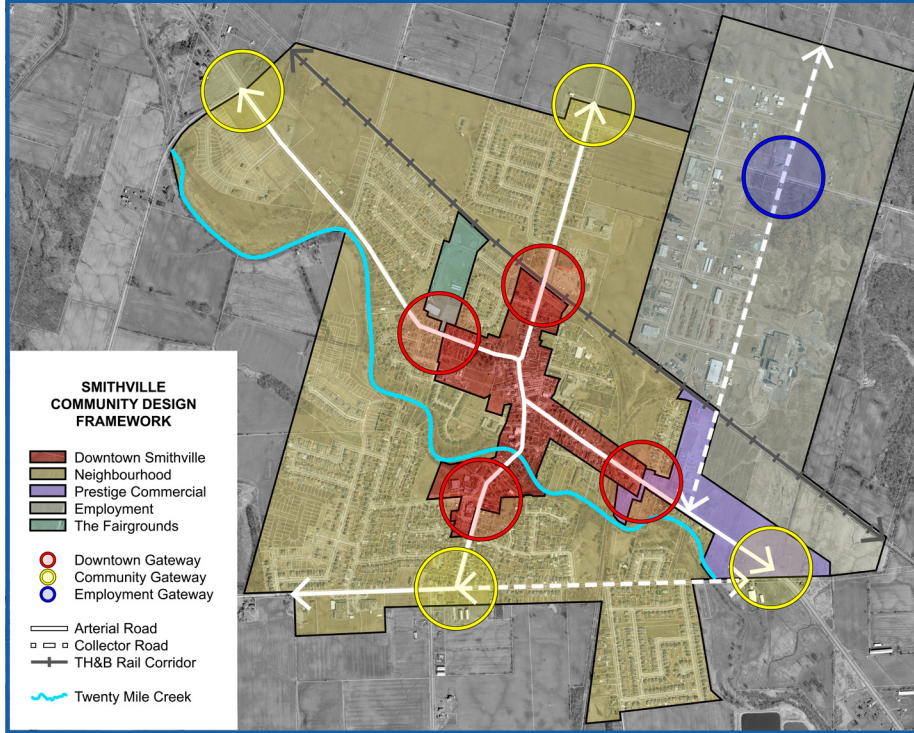 SMITHVILLE
COMMUNITY DESIGN
FRAMEWORK
Downtown Smithville
Neighbourhood
Prestige Commercial
Employment
The Fairgrounds
Downtown Gateway
Community Gateway
Employment Gateway
Arterial Road
Collector Road
TH&B Rail Corridor
Twenty Mile Creek